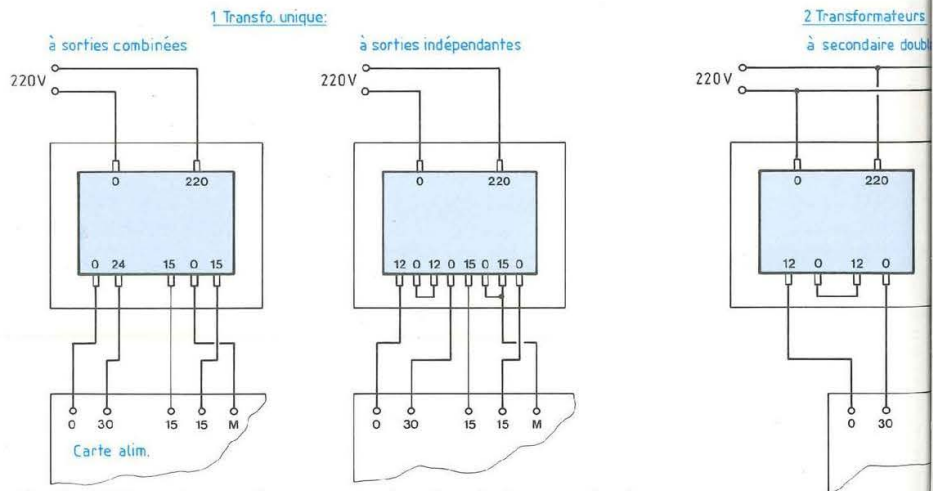 1 Transfo. unique:
à sorties combinées
220V
0 220
0 24 15 0 15
0 30 15 15 M
Carte alim.
à sorties indépendantes
220V
0 220
12 0 12 0 15 0 15 0
0 30 15 15 M
2 Transformateurs
à secondaire doubl
220V
0 220
12 0 12 0
0 30